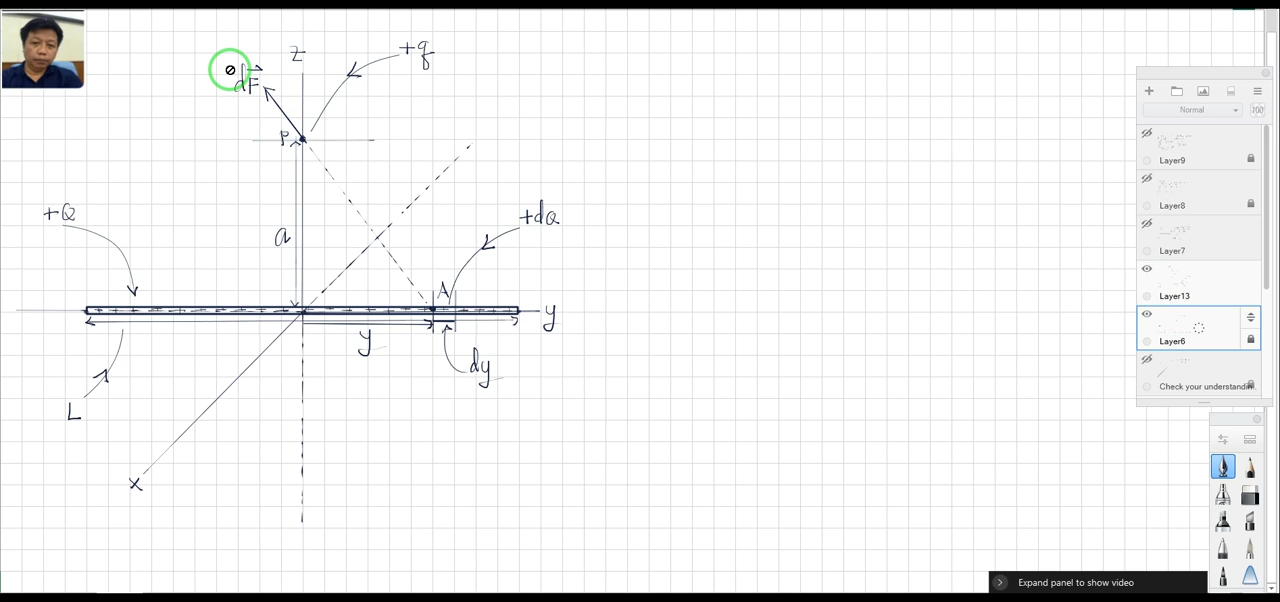 z
+q
dF
P
+Q
a
+dQ
A
y
y
dy
L
x
Normal
100
Layer9
Layer8
Layer7
Layer13
Layer6
Check your understandin..
Expand panel to show video